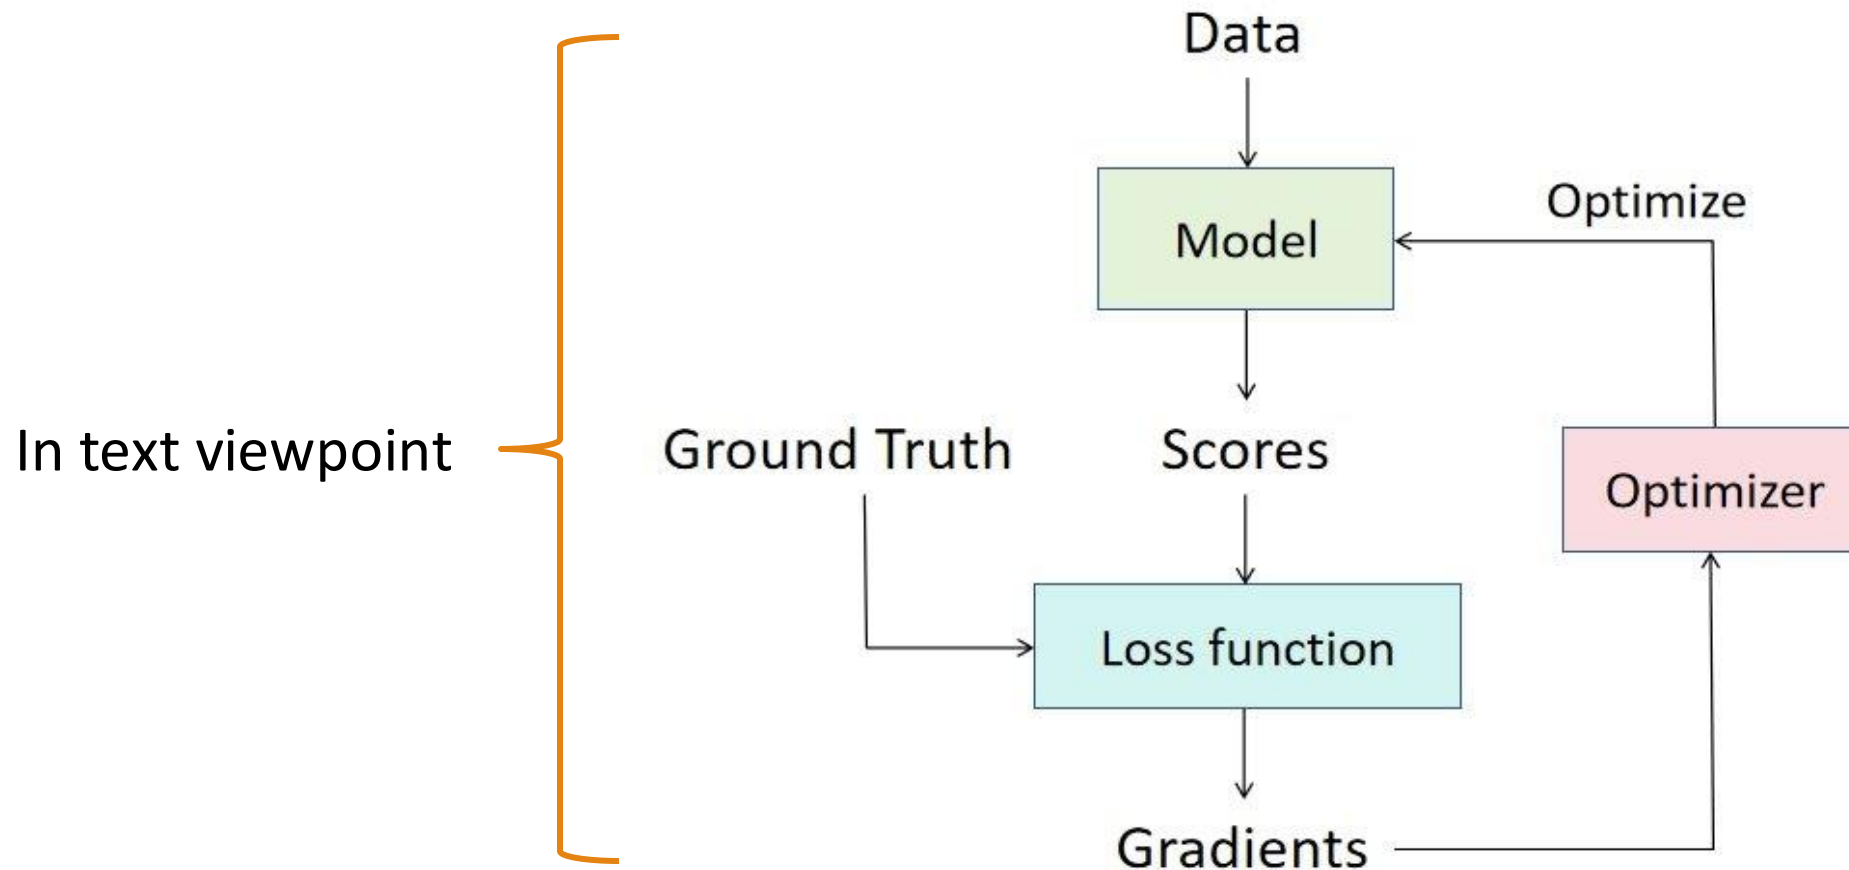 Data
Optimize
Model
In text viewpoint
Ground Truth
Scores
Optimizer
Loss function
Gradients